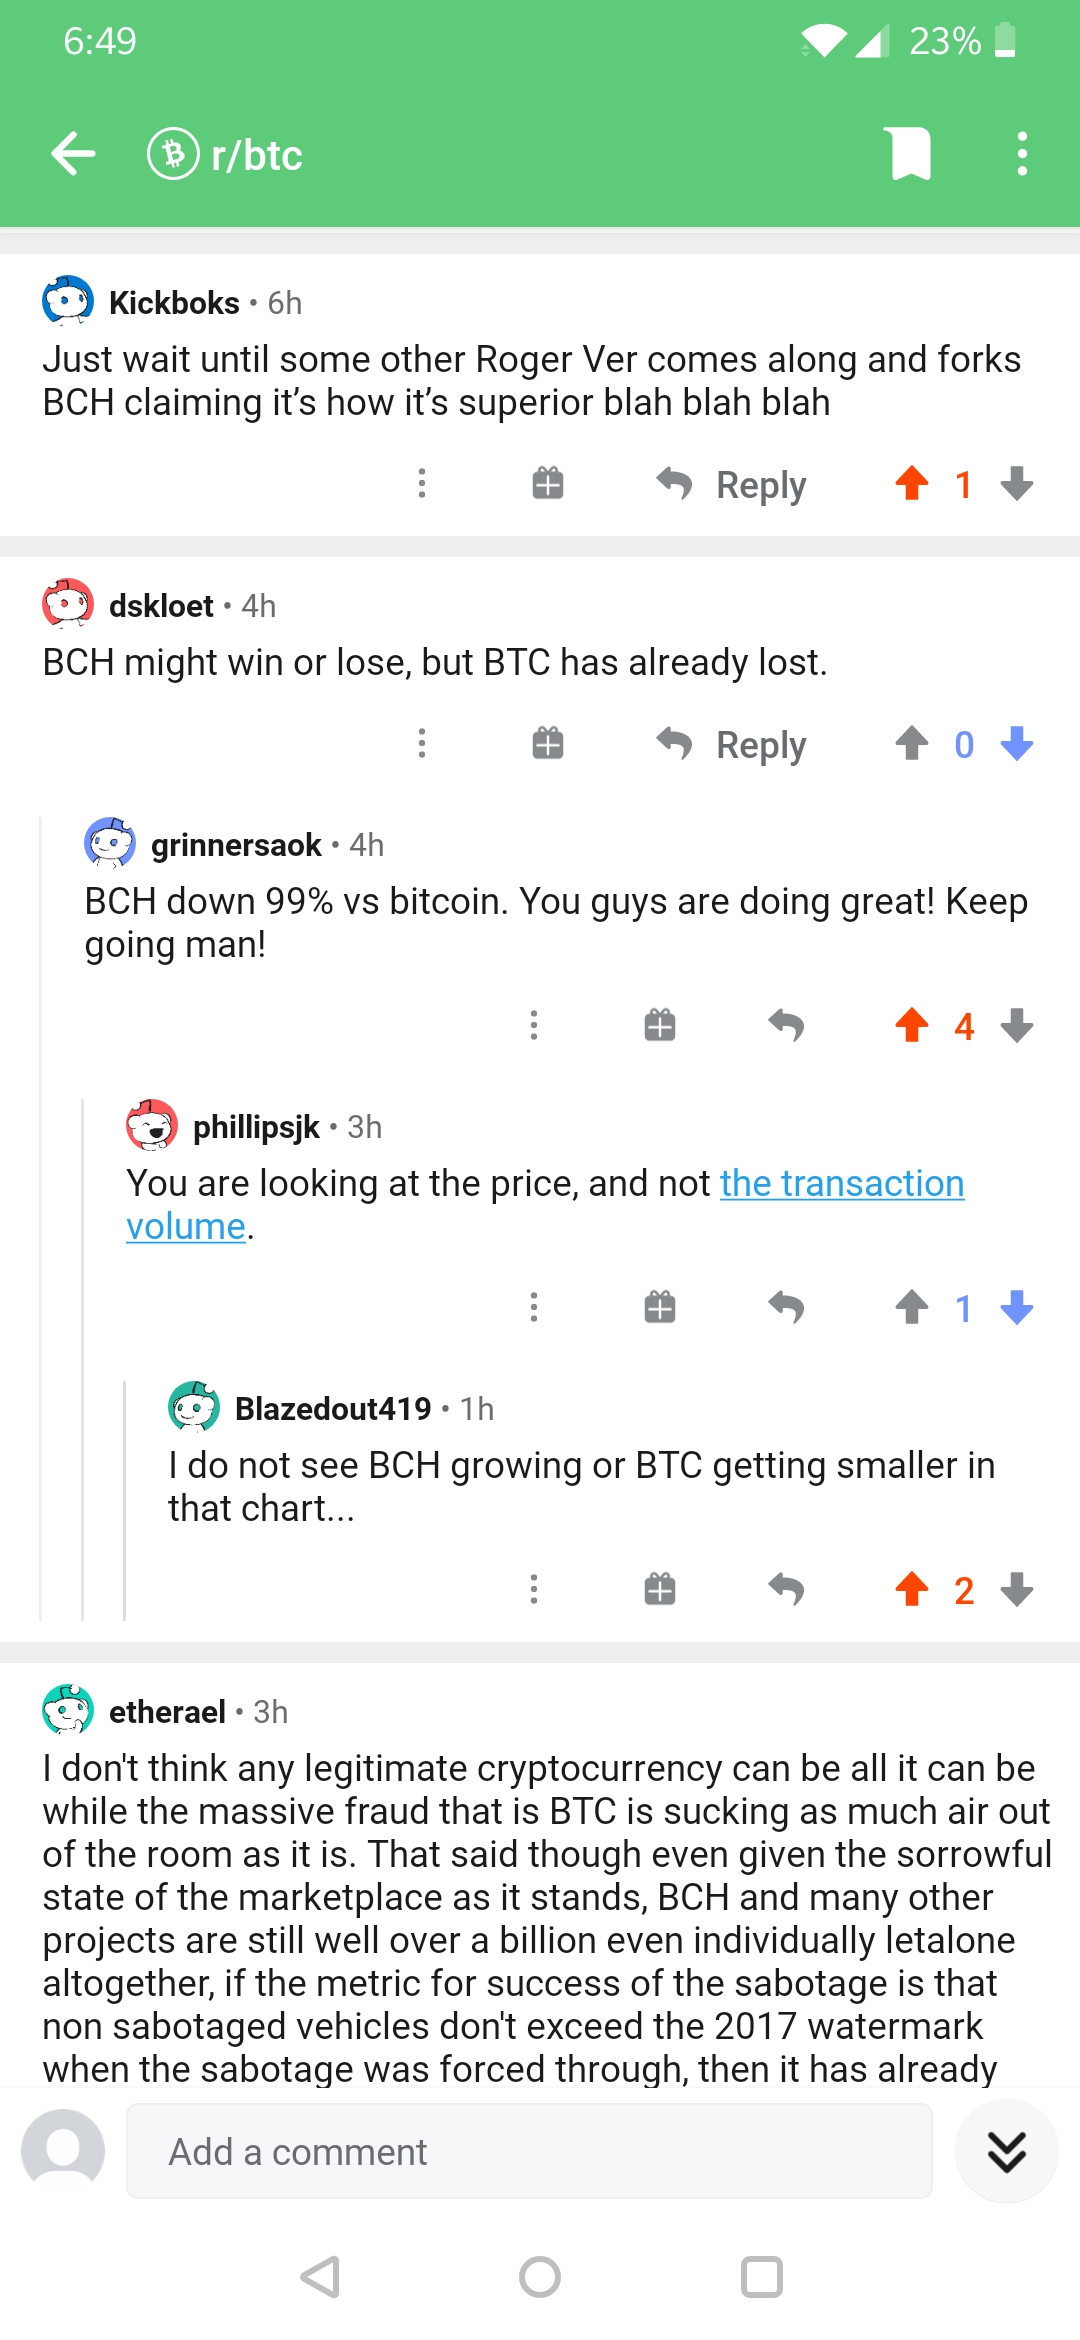 6:49
23%
r/btc
Kickboks • 6h
Just wait until some other Roger Ver comes along and forks
BCH claiming it’s how it’s superior blah blah blah
Reply
1
dskloet • 4h
BCH might win or lose, but BTC has already lost.
Reply
0
grinnersaok • 4h
BCH down 99% vs bitcoin. You guys are doing great! Keep
going man!
4
phillipsjk • 3h
You are looking at the price, and not the transaction
volume.
1
Blazedout419 • 1h
I do not see BCH growing or BTC getting smaller in
that chart...
2
etherael • 3h
I don't think any legitimate cryptocurrency can be all it can be
while the massive fraud that is BTC is sucking as much air out
of the room as it is. That said though even given the sorrowful
state of the marketplace as it stands, BCH and many other
projects are still well over a billion even individually letalone
altogether, if the metric for success of the sabotage is that
non sabotaged vehicles don't exceed the 2017 watermark
when the sabotage was forced through, then it has already
Add a comment